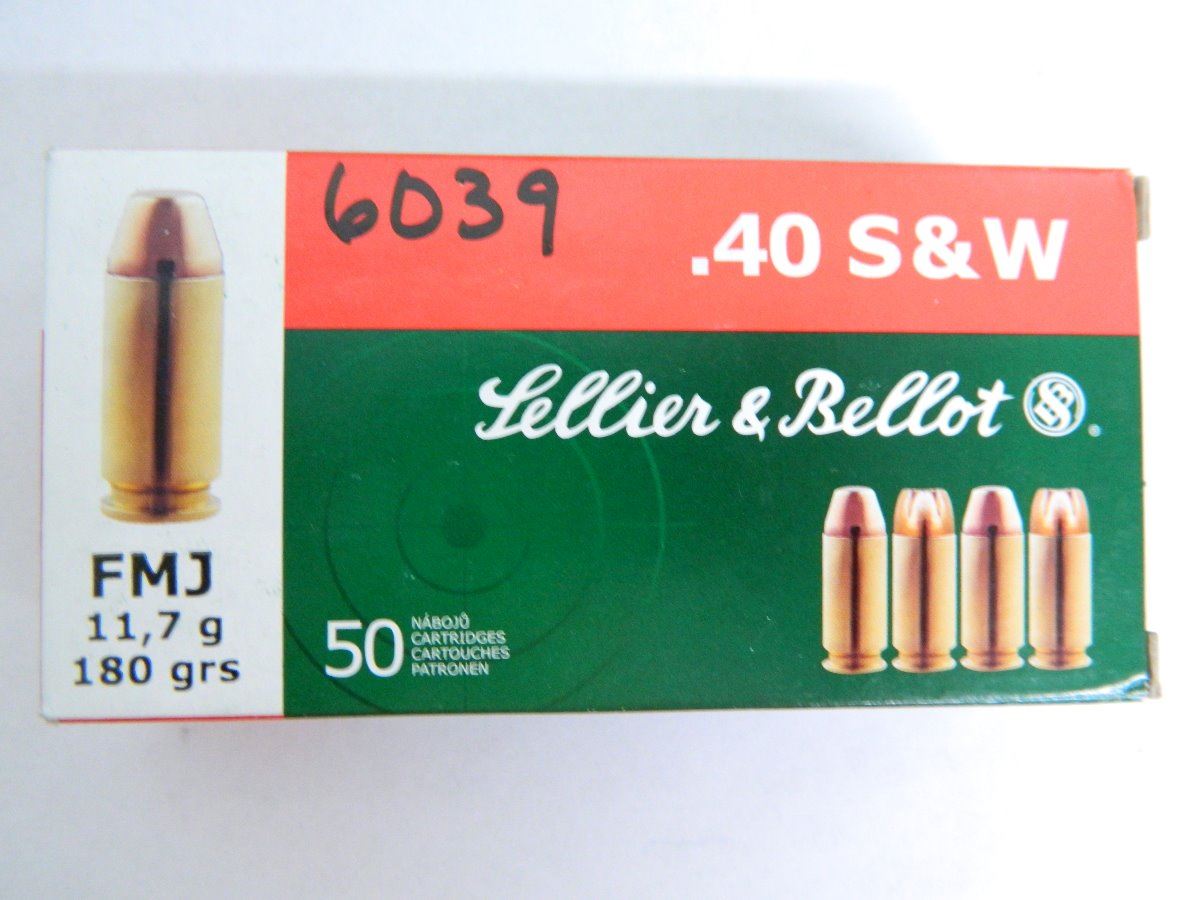 6039
.40 S&W
Sellier & Bellot
FMJ
11,7 g
180 grs
50
NÁBOJŮ
CARTRIDGES
CARTOUCHES
PATRONEN